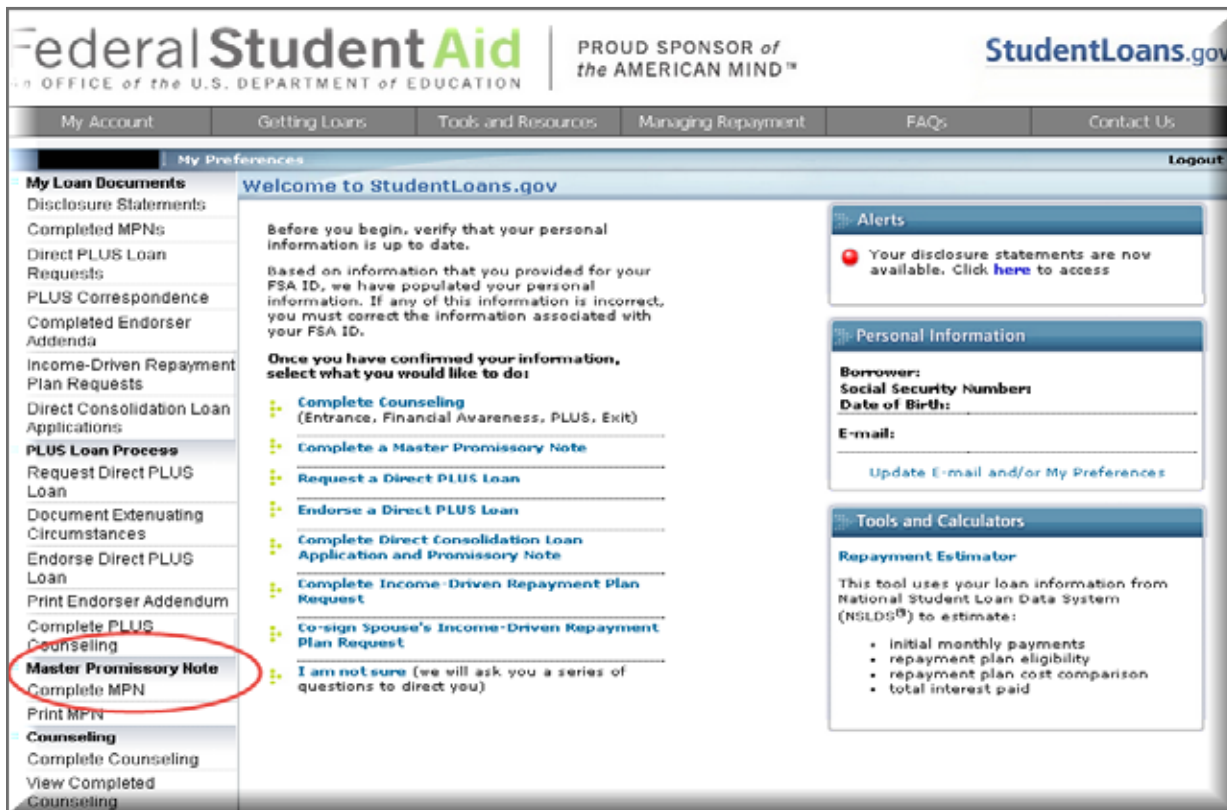 Federal Student Aid
an OFFICE of the U.S. DEPARTMENT of EDUCATION
PROUD SPONSOR of
the AMERICAN MIND™
StudentLoans.gov
My Account
Getting Loans
Tools and Resources
Managing Repayment
FAQs
Contact Us
My Preferences
Logout
My Loan Documents
Disclosure Statements
Completed MPNs
Direct PLUS Loan
Requests
PLUS Correspondence
Completed Endorser
Addenda
Income-Driven Repayment
Plan Requests
Direct Consolidation Loan
Applications
PLUS Loan Process
Request Direct PLUS
Loan
Document Extenuating
Circumstances
Endorse Direct PLUS
Loan
Print Endorser Addendum
Complete PLUS
Counseling
Master Promissory Note
Complete MPN
Print MPN
Counseling
Complete Counseling
View Completed
Counseling
Welcome to StudentLoans.gov
Before you begin, verify that your personal
information is up to date.
Based on information that you provided for your
FSA ID, we have populated your personal
information. If any of this information is incorrect,
you must correct the information associated with
your FSA ID.
Once you have confirmed your information,
select what you would like to do:
Complete Counseling
(Entrance, Financial Awareness, PLUS, Exit)
Complete a Master Promissory Note
Request a Direct PLUS Loan
Endorse a Direct PLUS Loan
Complete Direct Consolidation Loan
Application and Promissory Note
Complete Income-Driven Repayment Plan
Request
Co-sign Spouse's Income-Driven Repayment
Plan Request
I am not sure (we will ask you a series of
questions to direct you)
Alerts
Your disclosure statements are now
available. Click here to access
Personal Information
Borrower:
Social Security Number:
Date of Birth:
E-mail:
Update E-mail and/or My Preferences
Tools and Calculators
Repayment Estimator
This tool uses your loan information from
National Student Loan Data System
(NSLDS®) to estimate:
• initial monthly payments
• repayment plan eligibility
• repayment plan cost comparison
• total interest paid